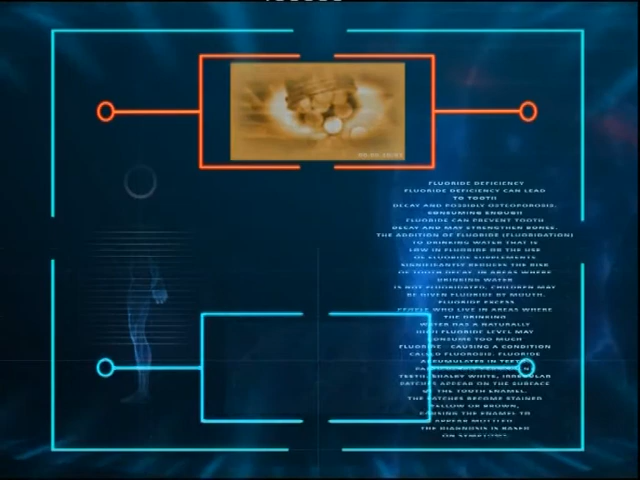 FLUORIDE DEFICIENCY
FLUORIDE DEFICIENCY CAN LEAD
TO TOOTH
DECAY AND POSSIBLY OSTEOPOROSIS.
CONSUMING ENOUGH
FLUORIDE CAN PREVENT TOOTH
DECAY AND MAY STRENGTHEN BONES.
THE ADDITION OF FLUORIDE (FLUORIDATION)
TO DRINKING WATER THAT IS
LOW IN FLUORIDE OR THE USE
OF FLUORIDE SUPPLEMENTS
SIGNIFICANTLY REDUCES THE RISK
OF TOOTH DECAY. IN AREAS WHERE
DRINKING WATER
IS NOT FLUORIDATED, CHILDREN MAY
BE GIVEN FLUORIDE BY MOUTH.
FLUORIDE EXCESS
PEOPLE WHO LIVE IN AREAS WHERE
THE DRINKING
WATER HAS A NATURALLY
HIGH FLUORIDE LEVEL MAY
CONSUME TOO MUCH
FLUORIDE - CAUSING A CONDITION
CALLED FLUOROSIS. FLUORIDE
ACCUMULATES IN TEETH
TEETH. CHALKY WHITE, IRREGULAR
PATCHES APPEAR ON THE SURFACE
OF THE TOOTH ENAMEL.
THE PATCHES BECOME STAINED
YELLOW OR BROWN,
CAUSING THE ENAMEL TO
APPEAR MOTTLED.
THE DIAGNOSIS IS BASED
ON SYMPTOMS.